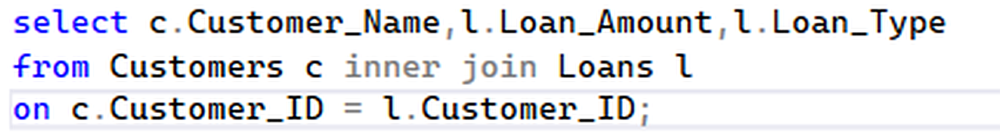 select c.Customer_Name,l.Loan_Amount,l.Loan_Type
from Customers c inner join Loans l
on c.Customer_ID = l.Customer_ID;